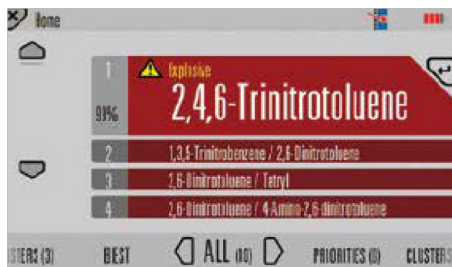 Home
1
Explosive
91%
2,4,6-Trinitrotoluene
2
1,3,5-Trinitrobenzene / 2,6-Dinitrotoluene
3
2,6-Dinitrotoluene / Tetryl
4
2,6-Dinitrotoluene / 4-Amino-2,6-dinitrotoluene
STERS (3)
BEST
ALL (10)
PRIORITIES (0)
CLUSTERS